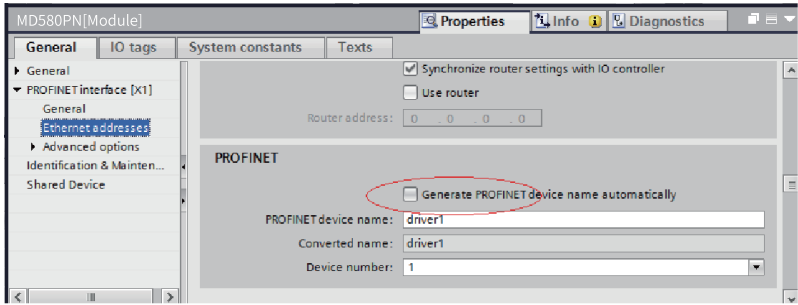 MD580PN[Module]
Properties Info Diagnostics
General IO tags System constants Texts
General
PROFINET interface [X1]
General
Ethernet addresses
Advanced options
Identification & Mainten...
Shared Device
Synchronize router settings with IO controller
Use router
Router address: 0 . 0 . 0 . 0
PROFINET
Generate PROFINET device name automatically
PROFINET device name: driver1
Converted name: driver1
Device number: 1